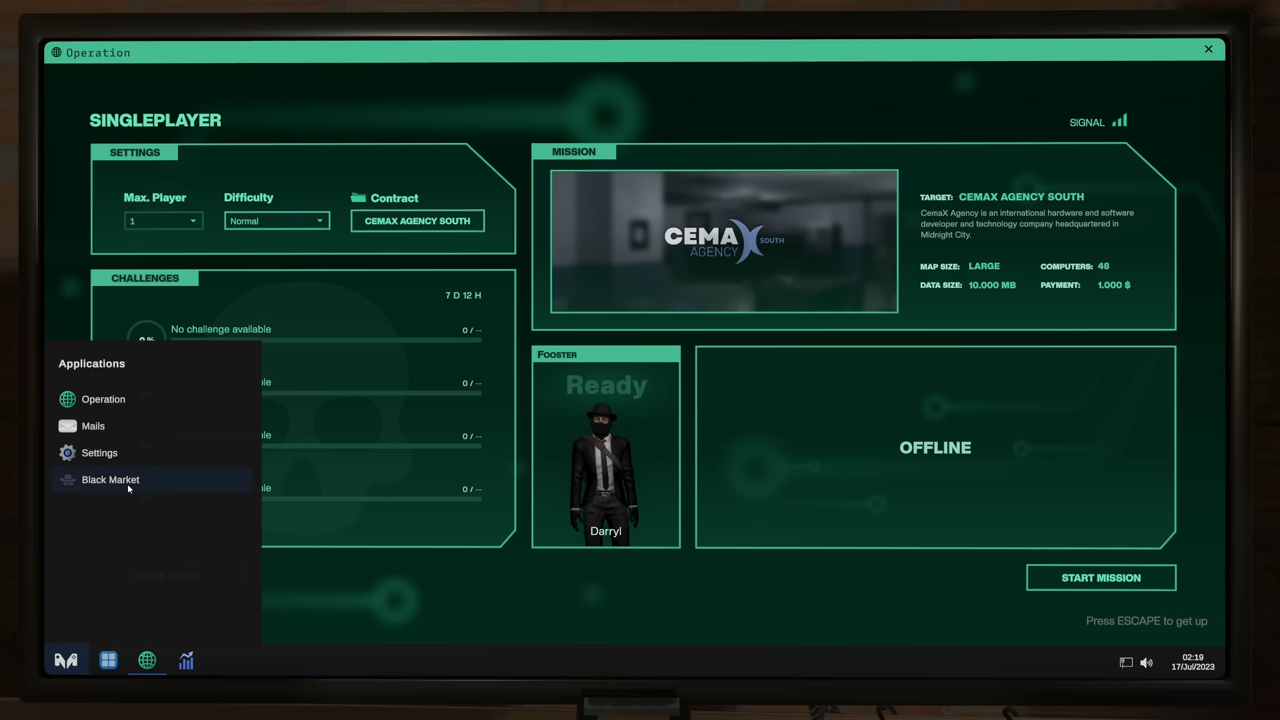 Operation
SINGLEPLAYER
SIGNAL
SETTINGS
Max. Player
Difficulty
Contract
1
Normal
CEMAX AGENCY SOUTH
CHALLENGES
7 D 12 H
No challenge available
0 / --
0 / --
0 / --
0 / --
MISSION
CEMA X SOUTH
AGENCY
TARGET: CEMAX AGENCY SOUTH
CemaX Agency is an international hardware and software
developer and technology company headquartered in
Midnight City.
MAP SIZE: LARGE
COMPUTERS: 48
DATA SIZE: 10.000 MB
PAYMENT: 1.000 $
FOOSTER
Ready
Darryl
OFFLINE
START MISSION
Press ESCAPE to get up
Applications
Operation
Mails
Settings
Black Market
02:19
17/Jul/2023